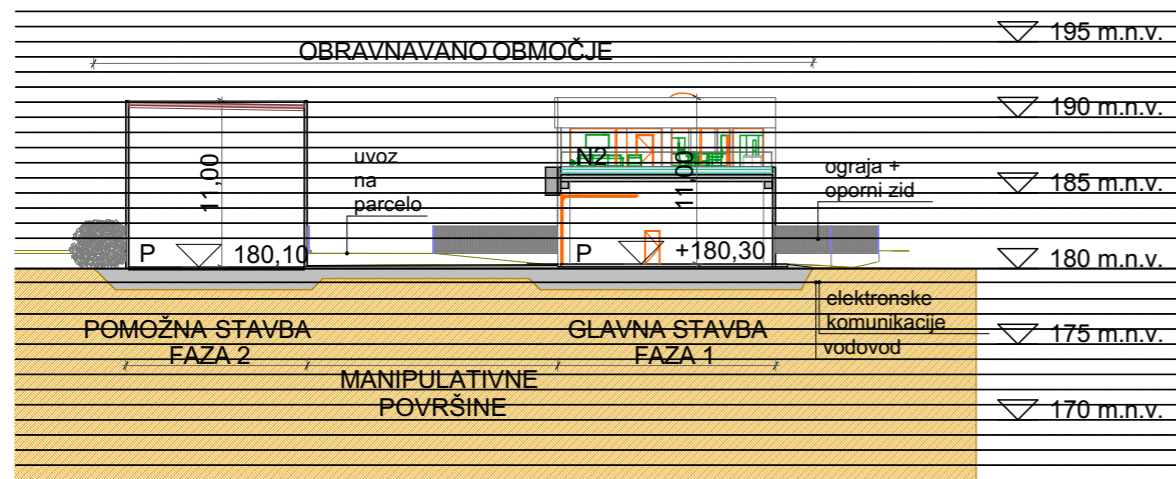 195 m.n.v.
OBRAVNAVANO OBMOČJE
190 m.n.v.
11,00
uvoz
na
parcelo
N2
11,00
ograja +
oporni zid
185 m.n.v.
P
180,10
P
+180,30
180 m.n.v.
elektronske
komunikacije
vodovod
POMOŽNA STAVBA
FAZA 2
GLAVNA STAVBA
FAZA 1
175 m.n.v.
MANIPULATIVNE
POVRŠINE
170 m.n.v.